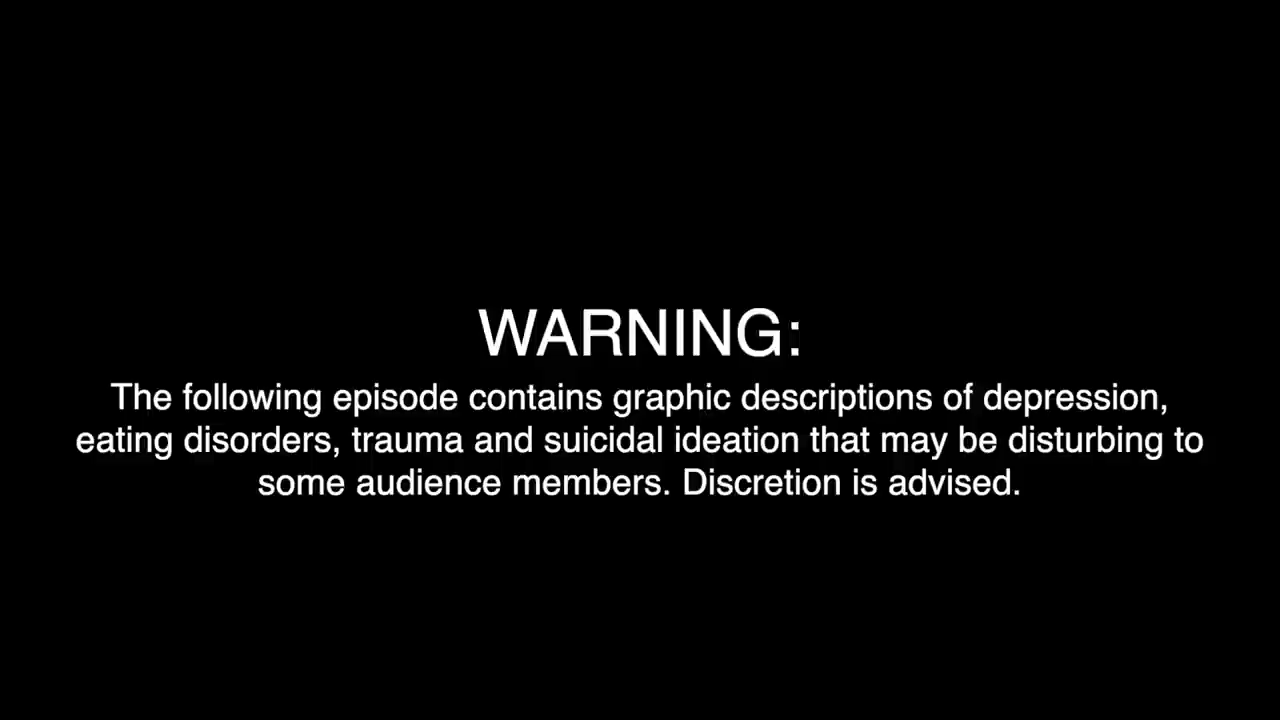 WARNING:
The following episode contains graphic descriptions of depression,
eating disorders, trauma and suicidal ideation that may be disturbing to
some audience members. Discretion is advised.